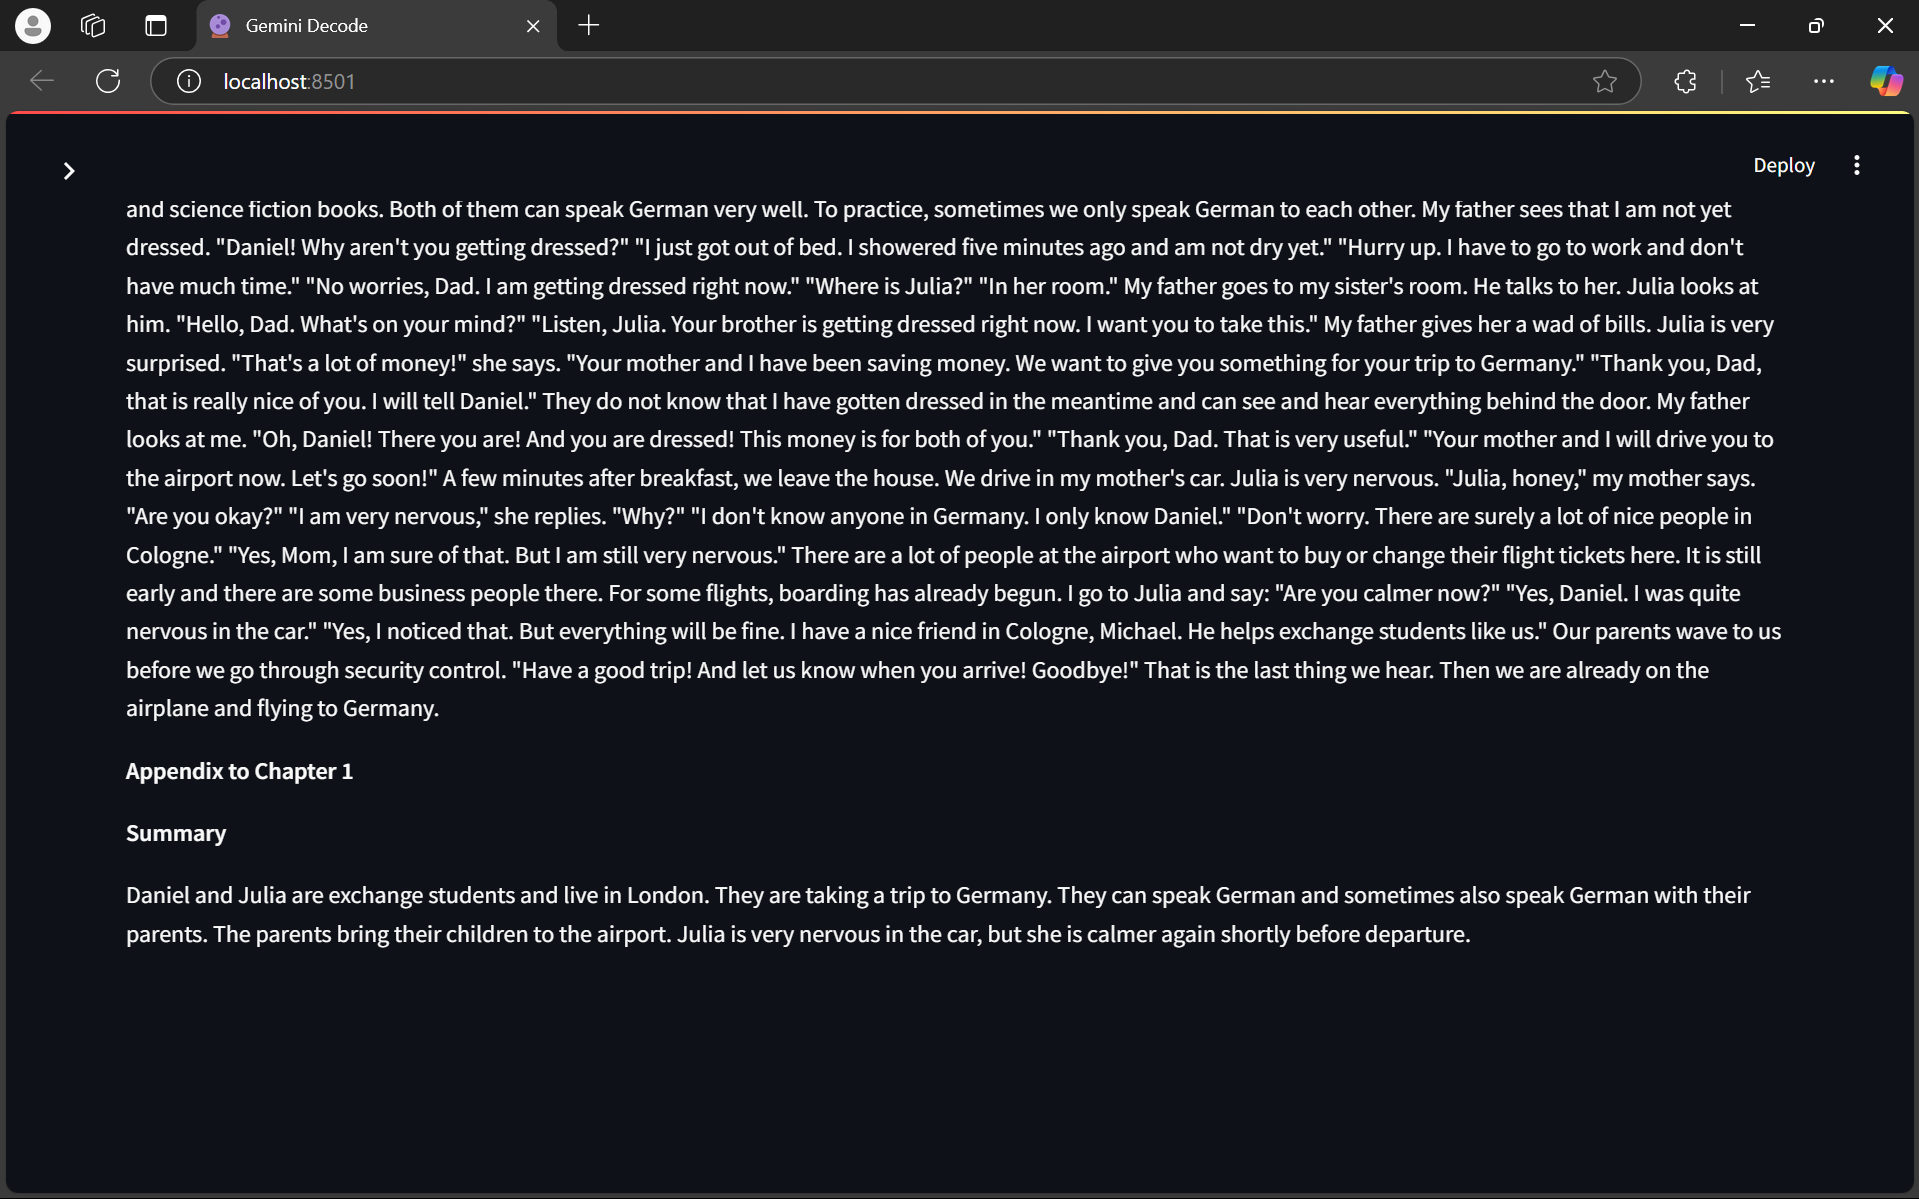 Gemini Decode
localhost:8501
Deploy
and science fiction books. Both of them can speak German very well. To practice, sometimes we only speak German to each other. My father sees that I am not yet
dressed. "Daniel! Why aren't you getting dressed?" "I just got out of bed. I showered five minutes ago and am not dry yet." "Hurry up. I have to go to work and don't
have much time." "No worries, Dad. I am getting dressed right now." "Where is Julia?" "In her room." My father goes to my sister's room. He talks to her. Julia looks at
him. "Hello, Dad. What's on your mind?" "Listen, Julia. Your brother is getting dressed right now. I want you to take this." My father gives her a wad of bills. Julia is very
surprised. "That's a lot of money!" she says. "Your mother and I have been saving money. We want to give you something for your trip to Germany." "Thank you, Dad,
that is really nice of you. I will tell Daniel." They do not know that I have gotten dressed in the meantime and can see and hear everything behind the door. My father
looks at me. "Oh, Daniel! There you are! And you are dressed! This money is for both of you." "Thank you, Dad. That is very useful." "Your mother and I will drive you to
the airport now. Let's go soon!" A few minutes after breakfast, we leave the house. We drive in my mother's car. Julia is very nervous. "Julia, honey," my mother says.
"Are you okay?" "I am very nervous," she replies. "Why?" "I don't know anyone in Germany. I only know Daniel." "Don't worry. There are surely a lot of nice people in
Cologne." "Yes, Mom, I am sure of that. But I am still very nervous." There are a lot of people at the airport who want to buy or change their flight tickets here. It is still
early and there are some business people there. For some flights, boarding has already begun. I go to Julia and say: "Are you calmer now?" "Yes, Daniel. I was quite
nervous in the car." "Yes, I noticed that. But everything will be fine. I have a nice friend in Cologne, Michael. He helps exchange students like us." Our parents wave to us
before we go through security control. "Have a good trip! And let us know when you arrive! Goodbye!" That is the last thing we hear. Then we are already on the
airplane and flying to Germany.
Appendix to Chapter 1
Summary
Daniel and Julia are exchange students and live in London. They are taking a trip to Germany. They can speak German and sometimes also speak German with their
parents. The parents bring their children to the airport. Julia is very nervous in the car, but she is calmer again shortly before departure.